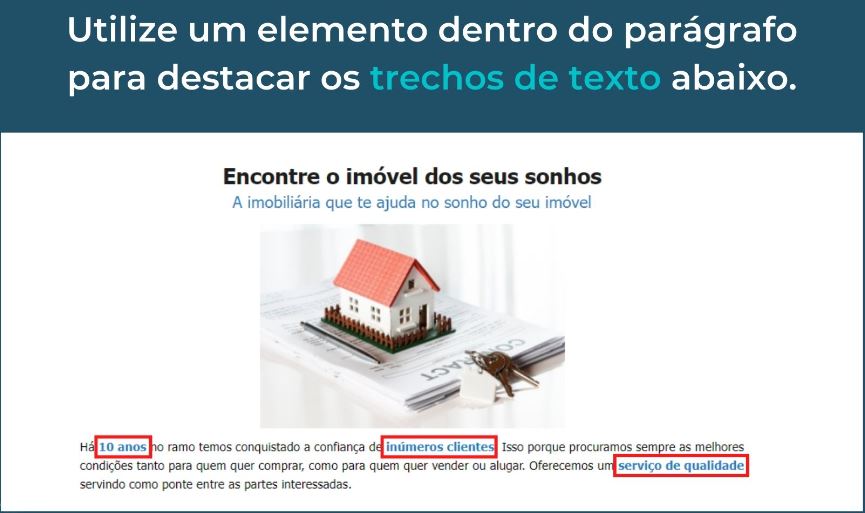 Utilize um elemento dentro do parágrafo
para destacar os trechos de texto abaixo.
Encontre o imóvel dos seus sonhos
A imobiliária que te ajuda no sonho do seu imóvel
CONTRACT
Há 10 anos no ramo temos conquistado a confiança de inúmeros clientes. Isso porque procuramos sempre as melhores
condições tanto para quem quer comprar, como para quem quer vender ou alugar. Oferecemos um serviço de qualidade
servindo como ponte entre as partes interessadas.